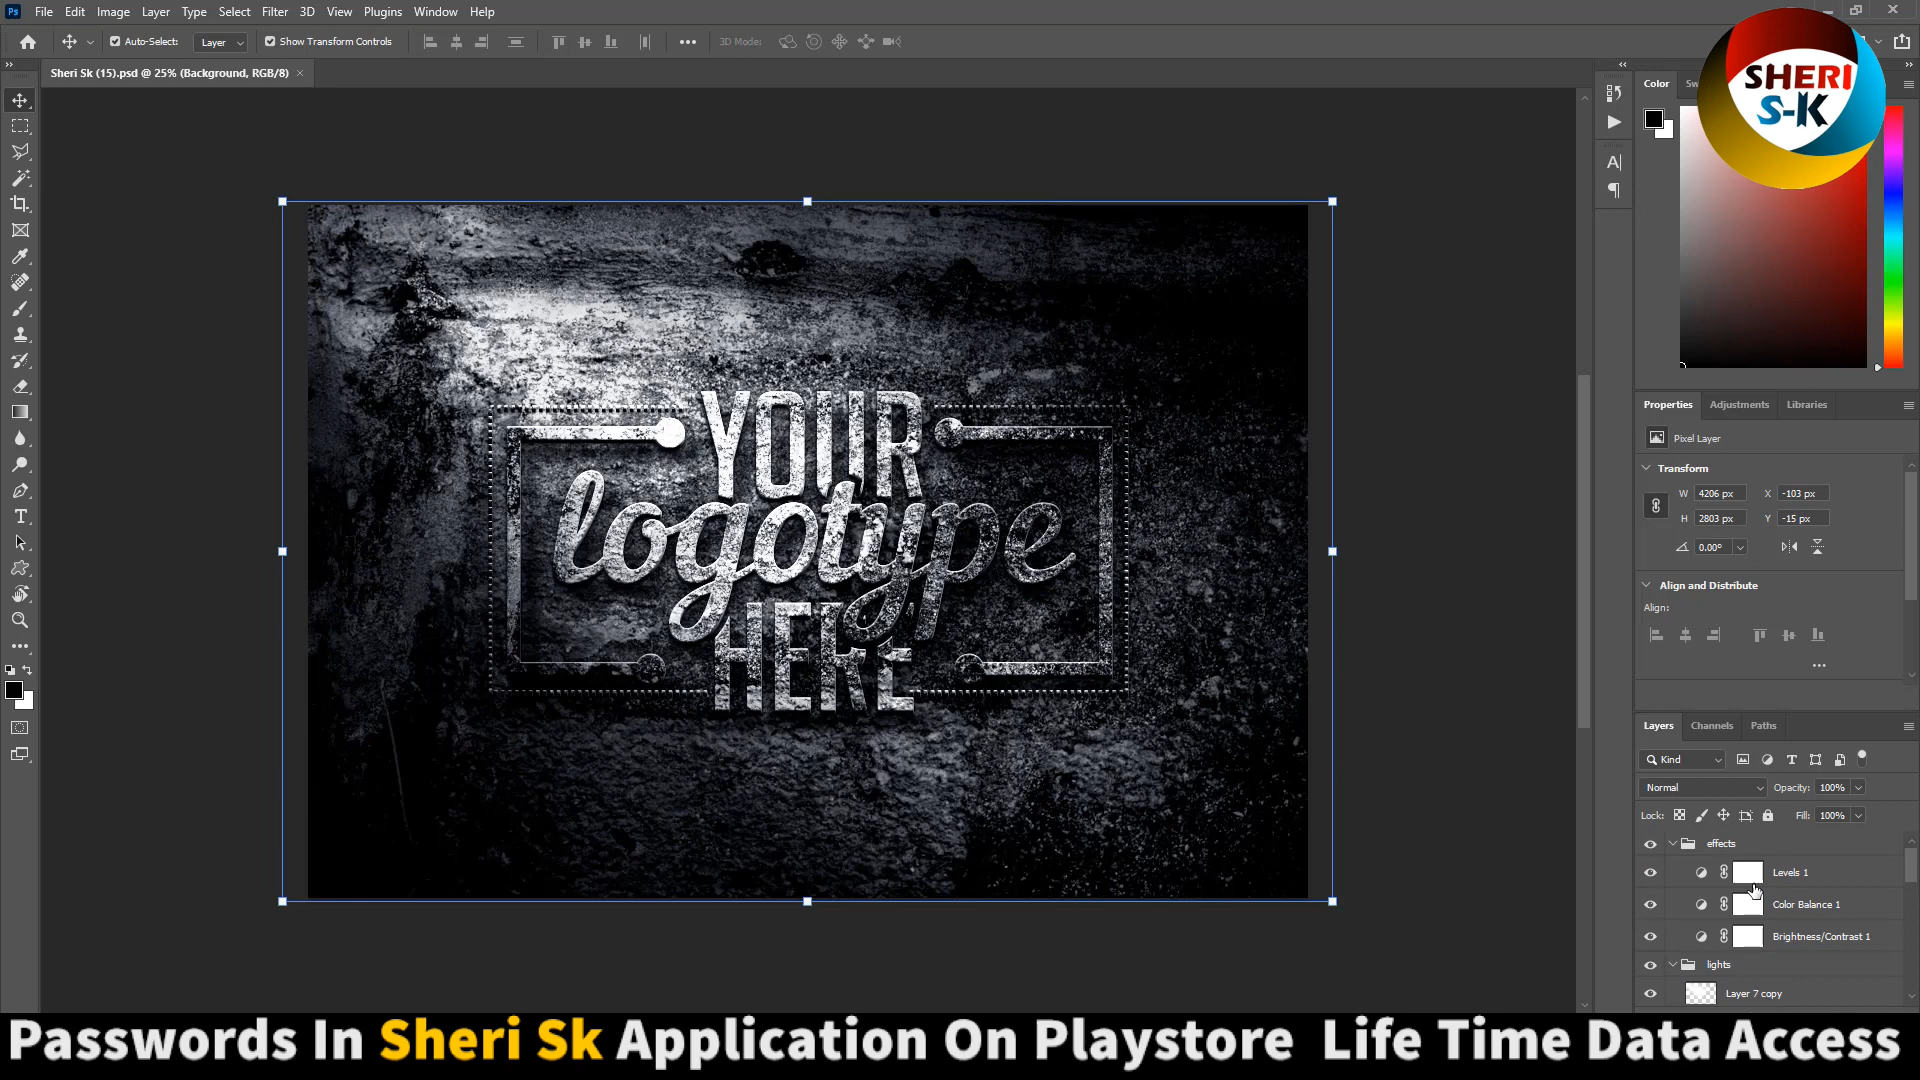 Ps File Edit Image Layer Type Select Filter 3D View Plugins Window Help
Auto-Select: Layer Show Transform Controls 3D Mode:
Sheri Sk (15).psd @ 25% (Background, RGB/8) ×
Color
SHERI
S-K
YOUR
logotype
HERE
Properties Adjustments Libraries
Pixel Layer
Transform
W 4206 px X -103 px
H 2803 px Y -15 px
0.00°
Align and Distribute
Align:
Layers Channels Paths
Kind
Normal Opacity: 100%
Lock: Fill: 100%
effects
Levels 1
Color Balance 1
Brightness/Contrast 1
lights
Layer 7 copy
Passwords In Sheri Sk Application On Playstore Life Time Data Access